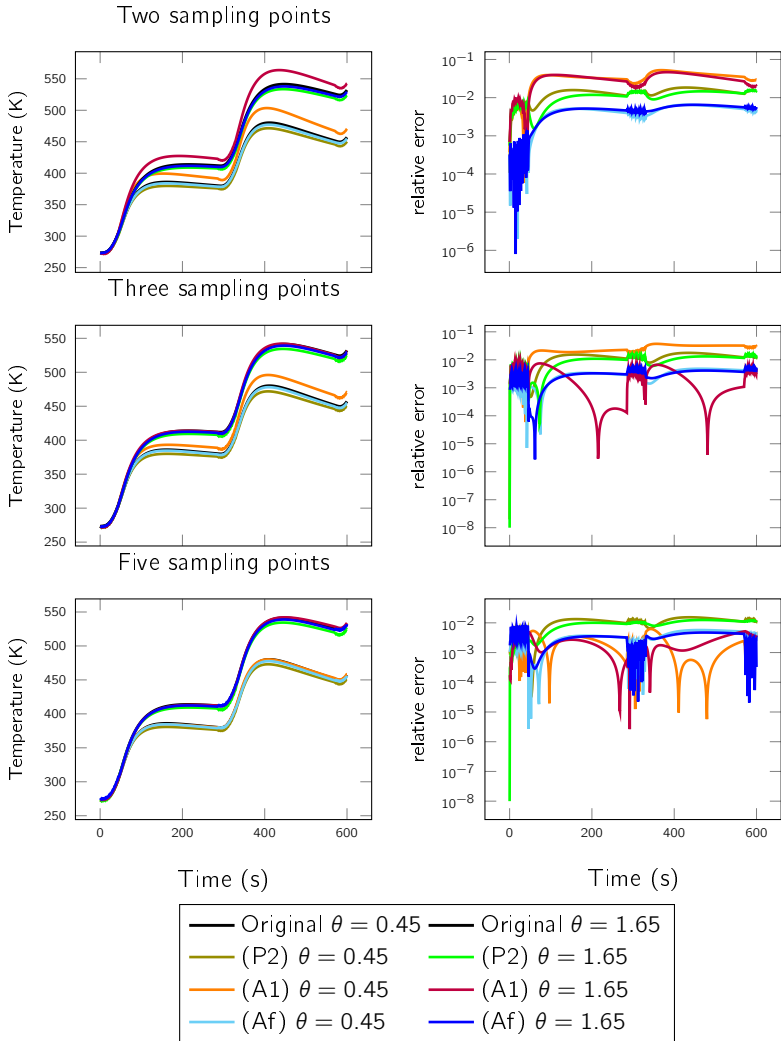 Two sampling points
550
500
450
400
350
300
250
Temperature (K)
10−1
10−2
10−3
10−4
10−5
10−6
relative error
Three sampling points
550
500
450
400
350
300
250
Temperature (K)
10−1
10−2
10−3
10−4
10−5
10−6
10−7
10−8
relative error
Five sampling points
550
500
450
400
350
300
250
0 200 400 600
Temperature (K)
Time (s)
10−2
10−3
10−4
10−5
10−6
10−7
10−8
0 200 400 600
relative error
Time (s)
Original θ = 0.45 Original θ = 1.65
(P2) θ = 0.45 (P2) θ = 1.65
(A1) θ = 0.45 (A1) θ = 1.65
(Af) θ = 0.45 (Af) θ = 1.65